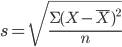 s = √(Σ(X − X̅)² / n)